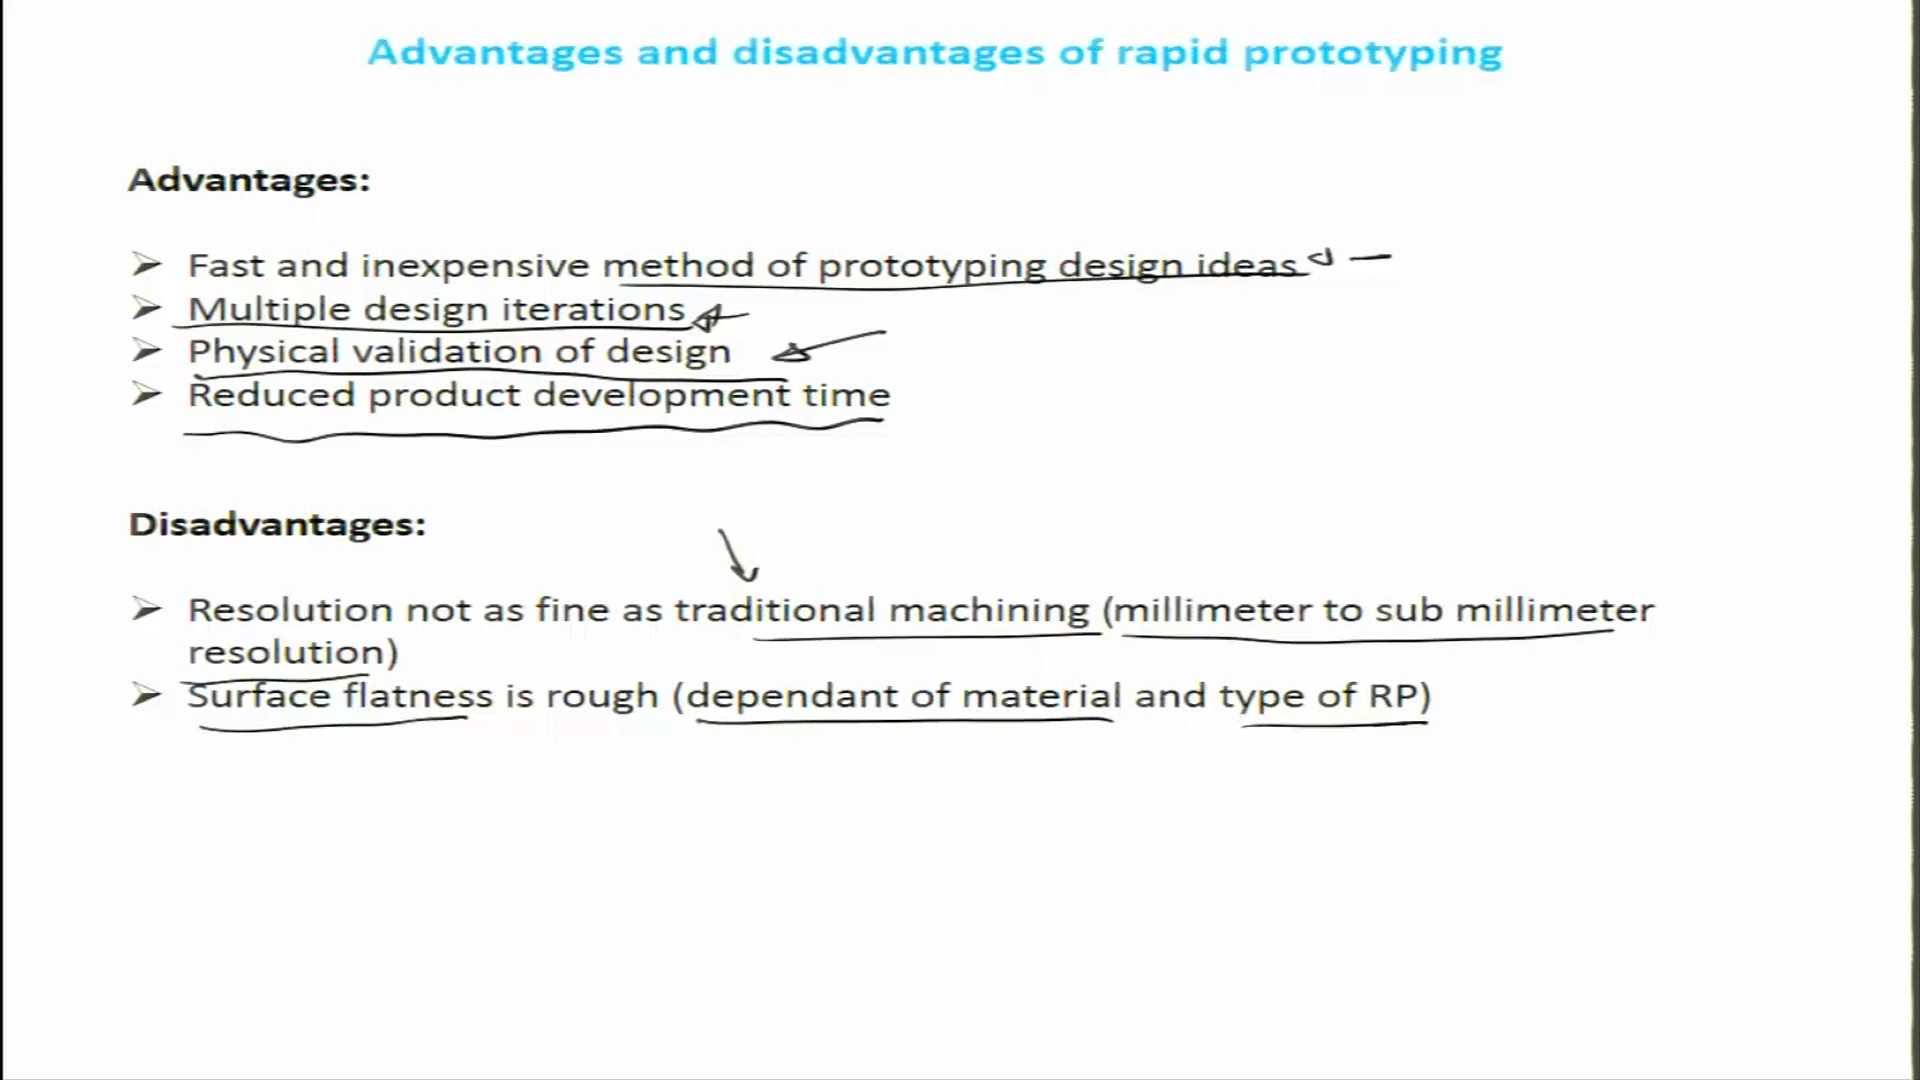 Advantages and disadvantages of rapid prototyping
Advantages:
➢ Fast and inexpensive method of prototyping design ideas
➢ Multiple design iterations
➢ Physical validation of design
➢ Reduced product development time
Disadvantages:
➢ Resolution not as fine as traditional machining (millimeter to sub millimeter
resolution)
➢ Surface flatness is rough (dependant of material and type of RP)